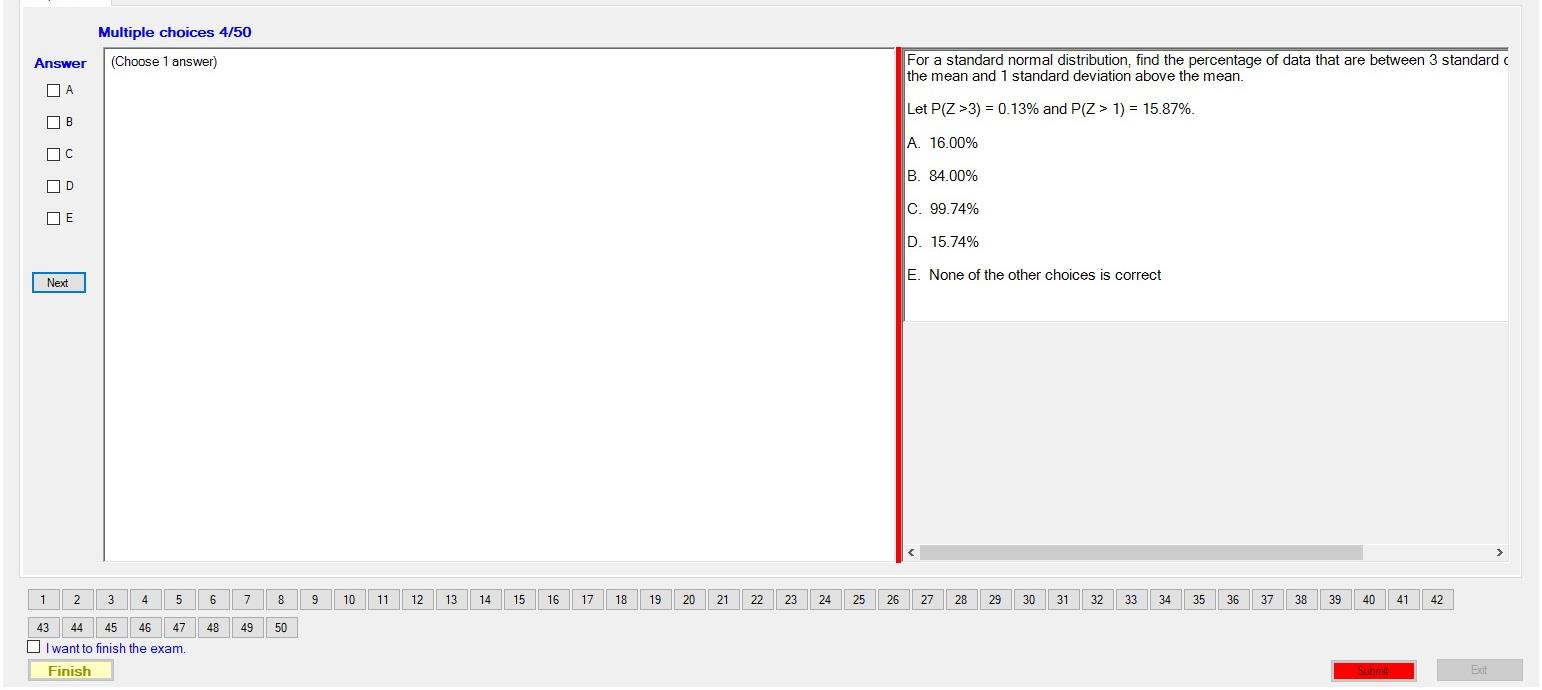 Multiple choices 4/50
Answer
(Choose 1 answer)
A
B
C
D
E
Next
For a standard normal distribution, find the percentage of data that are between 3 standard
the mean and 1 standard deviation above the mean.
Let P(Z >3) = 0.13% and P(Z > 1) = 15.87%.
A. 16.00%
B. 84.00%
C. 99.74%
D. 15.74%
E. None of the other choices is correct
1 2 3 4 5 6 7 8 9 10 11 12 13 14 15 16 17 18 19 20 21 22 23 24 25 26 27 28 29 30 31 32 33 34 35 36 37 38 39 40 41 42
43 44 45 46 47 48 49 50
I want to finish the exam.
Finish
Submit
Exit